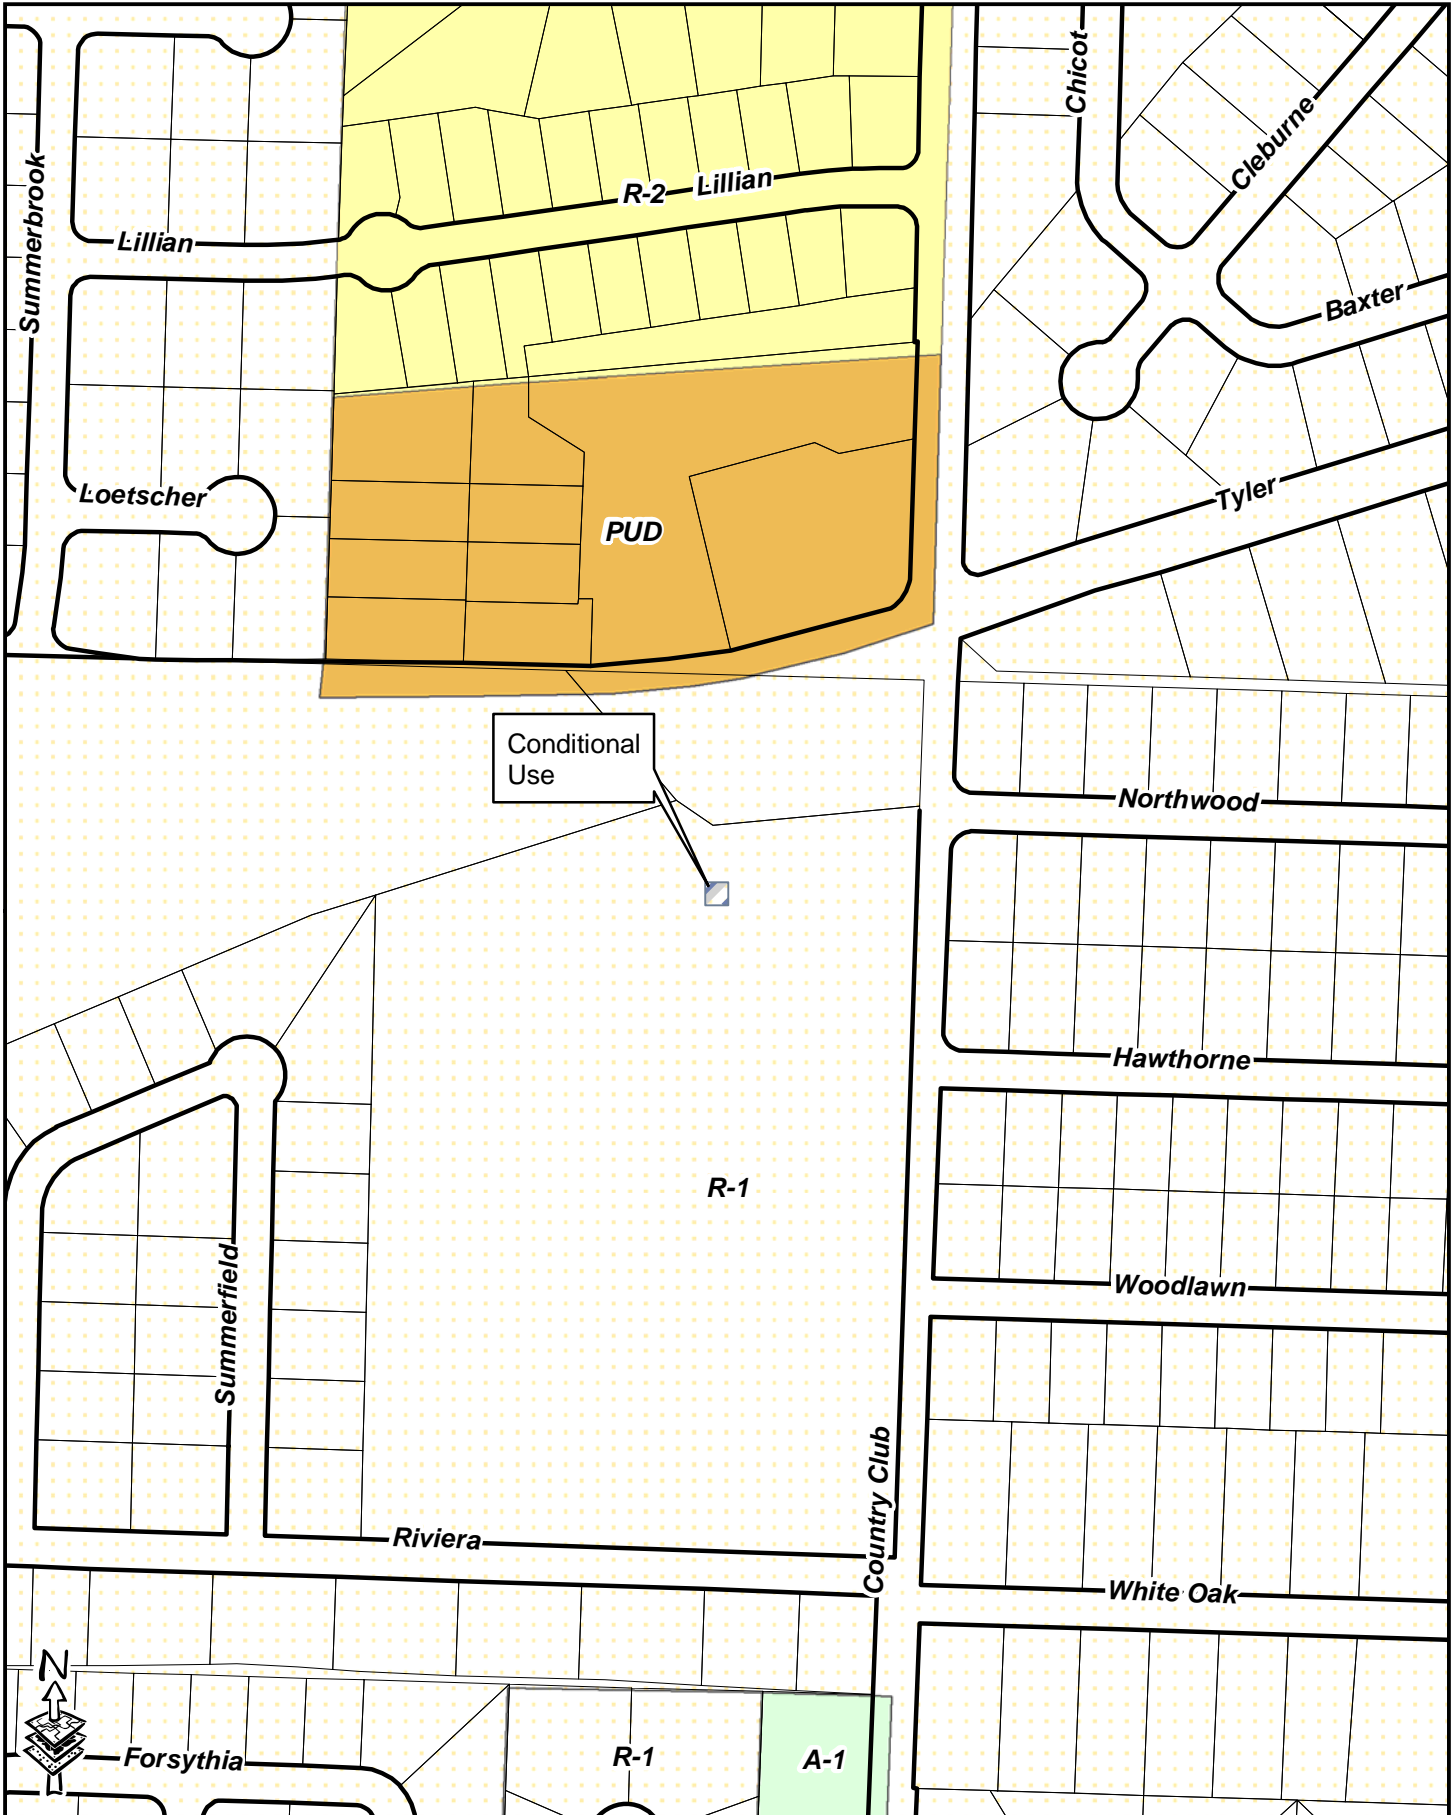 Chicot
Cleburne
Summerbrook
R-2
Lillian
Lillian
Baxter
Loetscher
Tyler
PUD
Conditional
Use
Northwood
Hawthorne
R-1
Woodlawn
Summerfield
Country Club
Riviera
White Oak
N
Forsythia
R-1
A-1